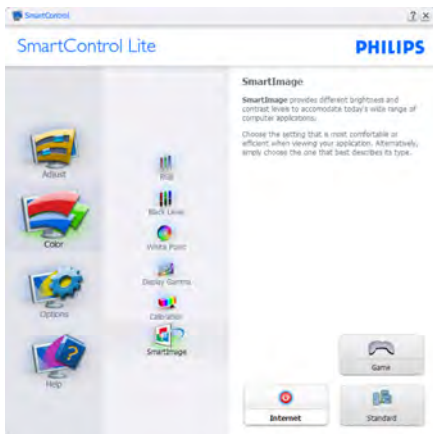 SmartControl
SmartControl Lite
PHILIPS
Adjust
Color
Options
Help
RGB
Black Level
White Point
Display Gamma
Calibration
SmartImage
SmartImage
SmartImage provides different brightness and
contrast levels to accomodate today's wide range of
computer applications.
Choose the setting that is most comfortable or
efficient when viewing your application. Alternatively,
simply choose the one that best describes its type.
Game
Internet
Standard